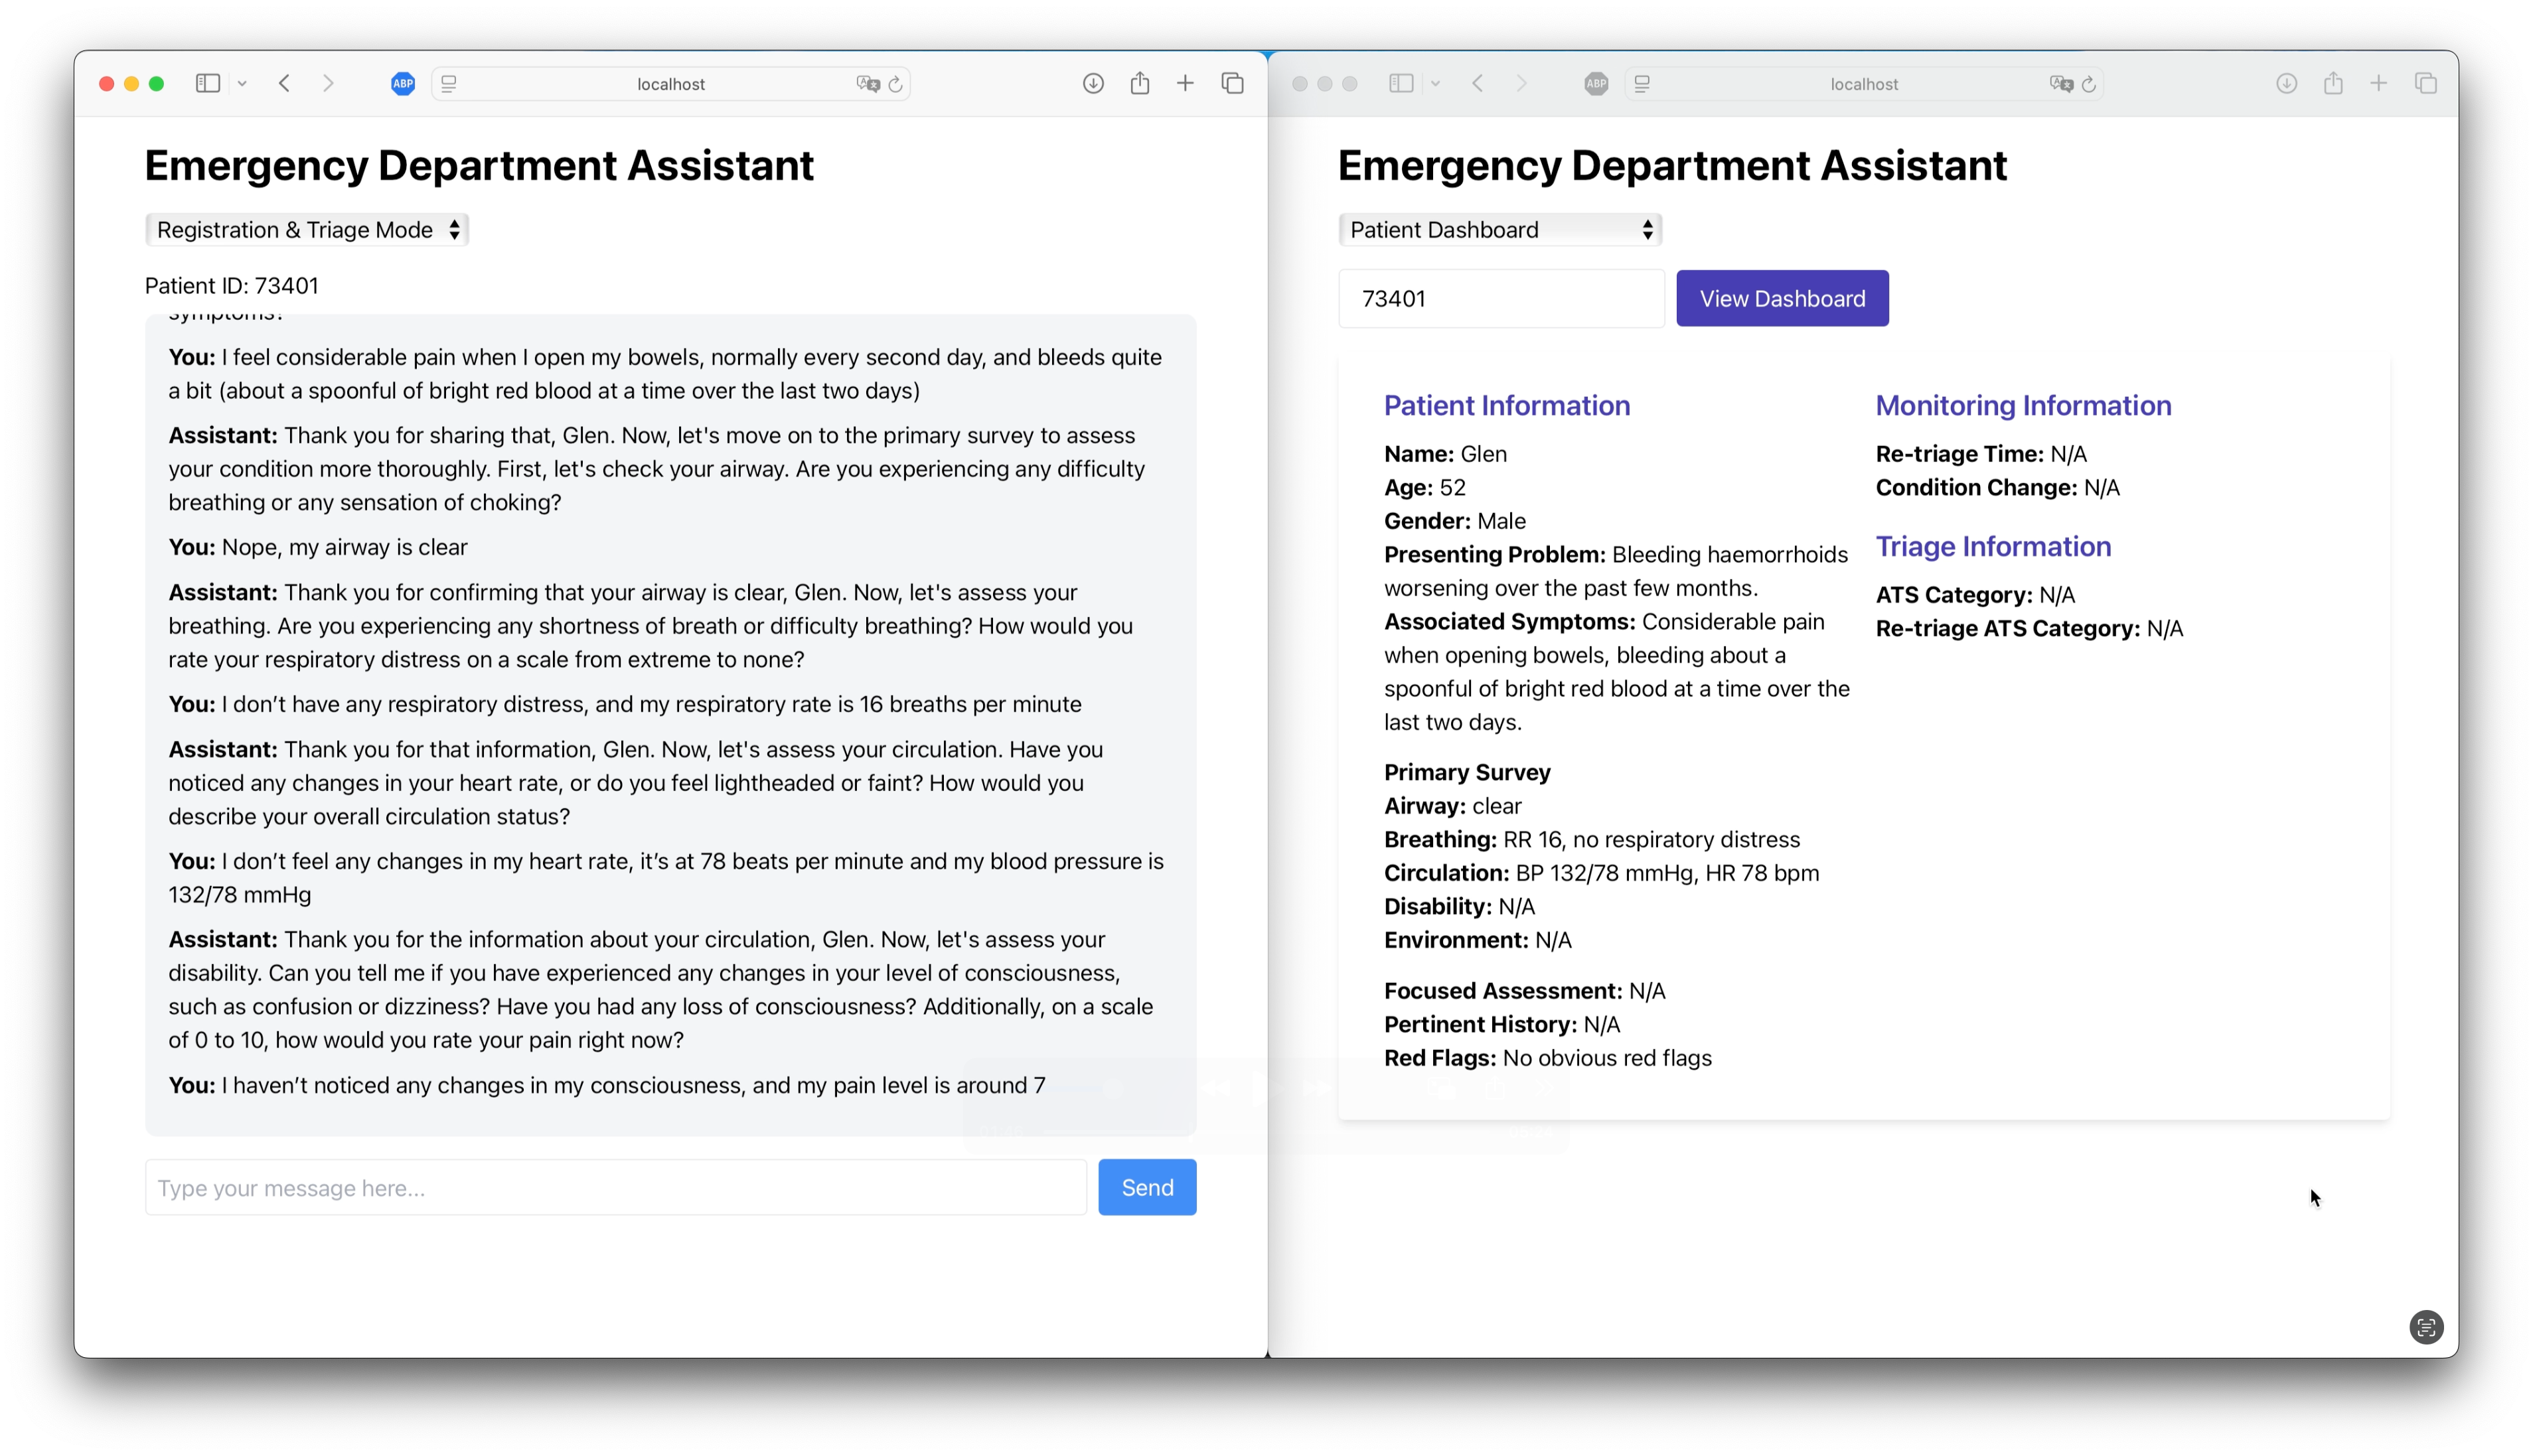 ABP
localhost
Emergency Department Assistant
Registration & Triage Mode
Patient ID: 73401
symptoms?
You: I feel considerable pain when I open my bowels, normally every second day, and bleeds quite
a bit (about a spoonful of bright red blood at a time over the last two days)
Assistant: Thank you for sharing that, Glen. Now, let's move on to the primary survey to assess
your condition more thoroughly. First, let's check your airway. Are you experiencing any difficulty
breathing or any sensation of choking?
You: Nope, my airway is clear
Assistant: Thank you for confirming that your airway is clear, Glen. Now, let's assess your
breathing. Are you experiencing any shortness of breath or difficulty breathing? How would you
rate your respiratory distress on a scale from extreme to none?
You: I don’t have any respiratory distress, and my respiratory rate is 16 breaths per minute
Assistant: Thank you for that information, Glen. Now, let's assess your circulation. Have you
noticed any changes in your heart rate, or do you feel lightheaded or faint? How would you
describe your overall circulation status?
You: I don’t feel any changes in my heart rate, it’s at 78 beats per minute and my blood pressure is
132/78 mmHg
Assistant: Thank you for the information about your circulation, Glen. Now, let's assess your
disability. Can you tell me if you have experienced any changes in your level of consciousness,
such as confusion or dizziness? Have you had any loss of consciousness? Additionally, on a scale
of 0 to 10, how would you rate your pain right now?
You: I haven’t noticed any changes in my consciousness, and my pain level is around 7
Type your message here...
Send
ABP
localhost
Emergency Department Assistant
Patient Dashboard
73401
View Dashboard
Patient Information
Name: Glen
Age: 52
Gender: Male
Presenting Problem: Bleeding haemorrhoids
worsening over the past few months.
Associated Symptoms: Considerable pain
when opening bowels, bleeding about a
spoonful of bright red blood at a time over the
last two days.
Primary Survey
Airway: clear
Breathing: RR 16, no respiratory distress
Circulation: BP 132/78 mmHg, HR 78 bpm
Disability: N/A
Environment: N/A
Focused Assessment: N/A
Pertinent History: N/A
Red Flags: No obvious red flags
Monitoring Information
Re-triage Time: N/A
Condition Change: N/A
Triage Information
ATS Category: N/A
Re-triage ATS Category: N/A